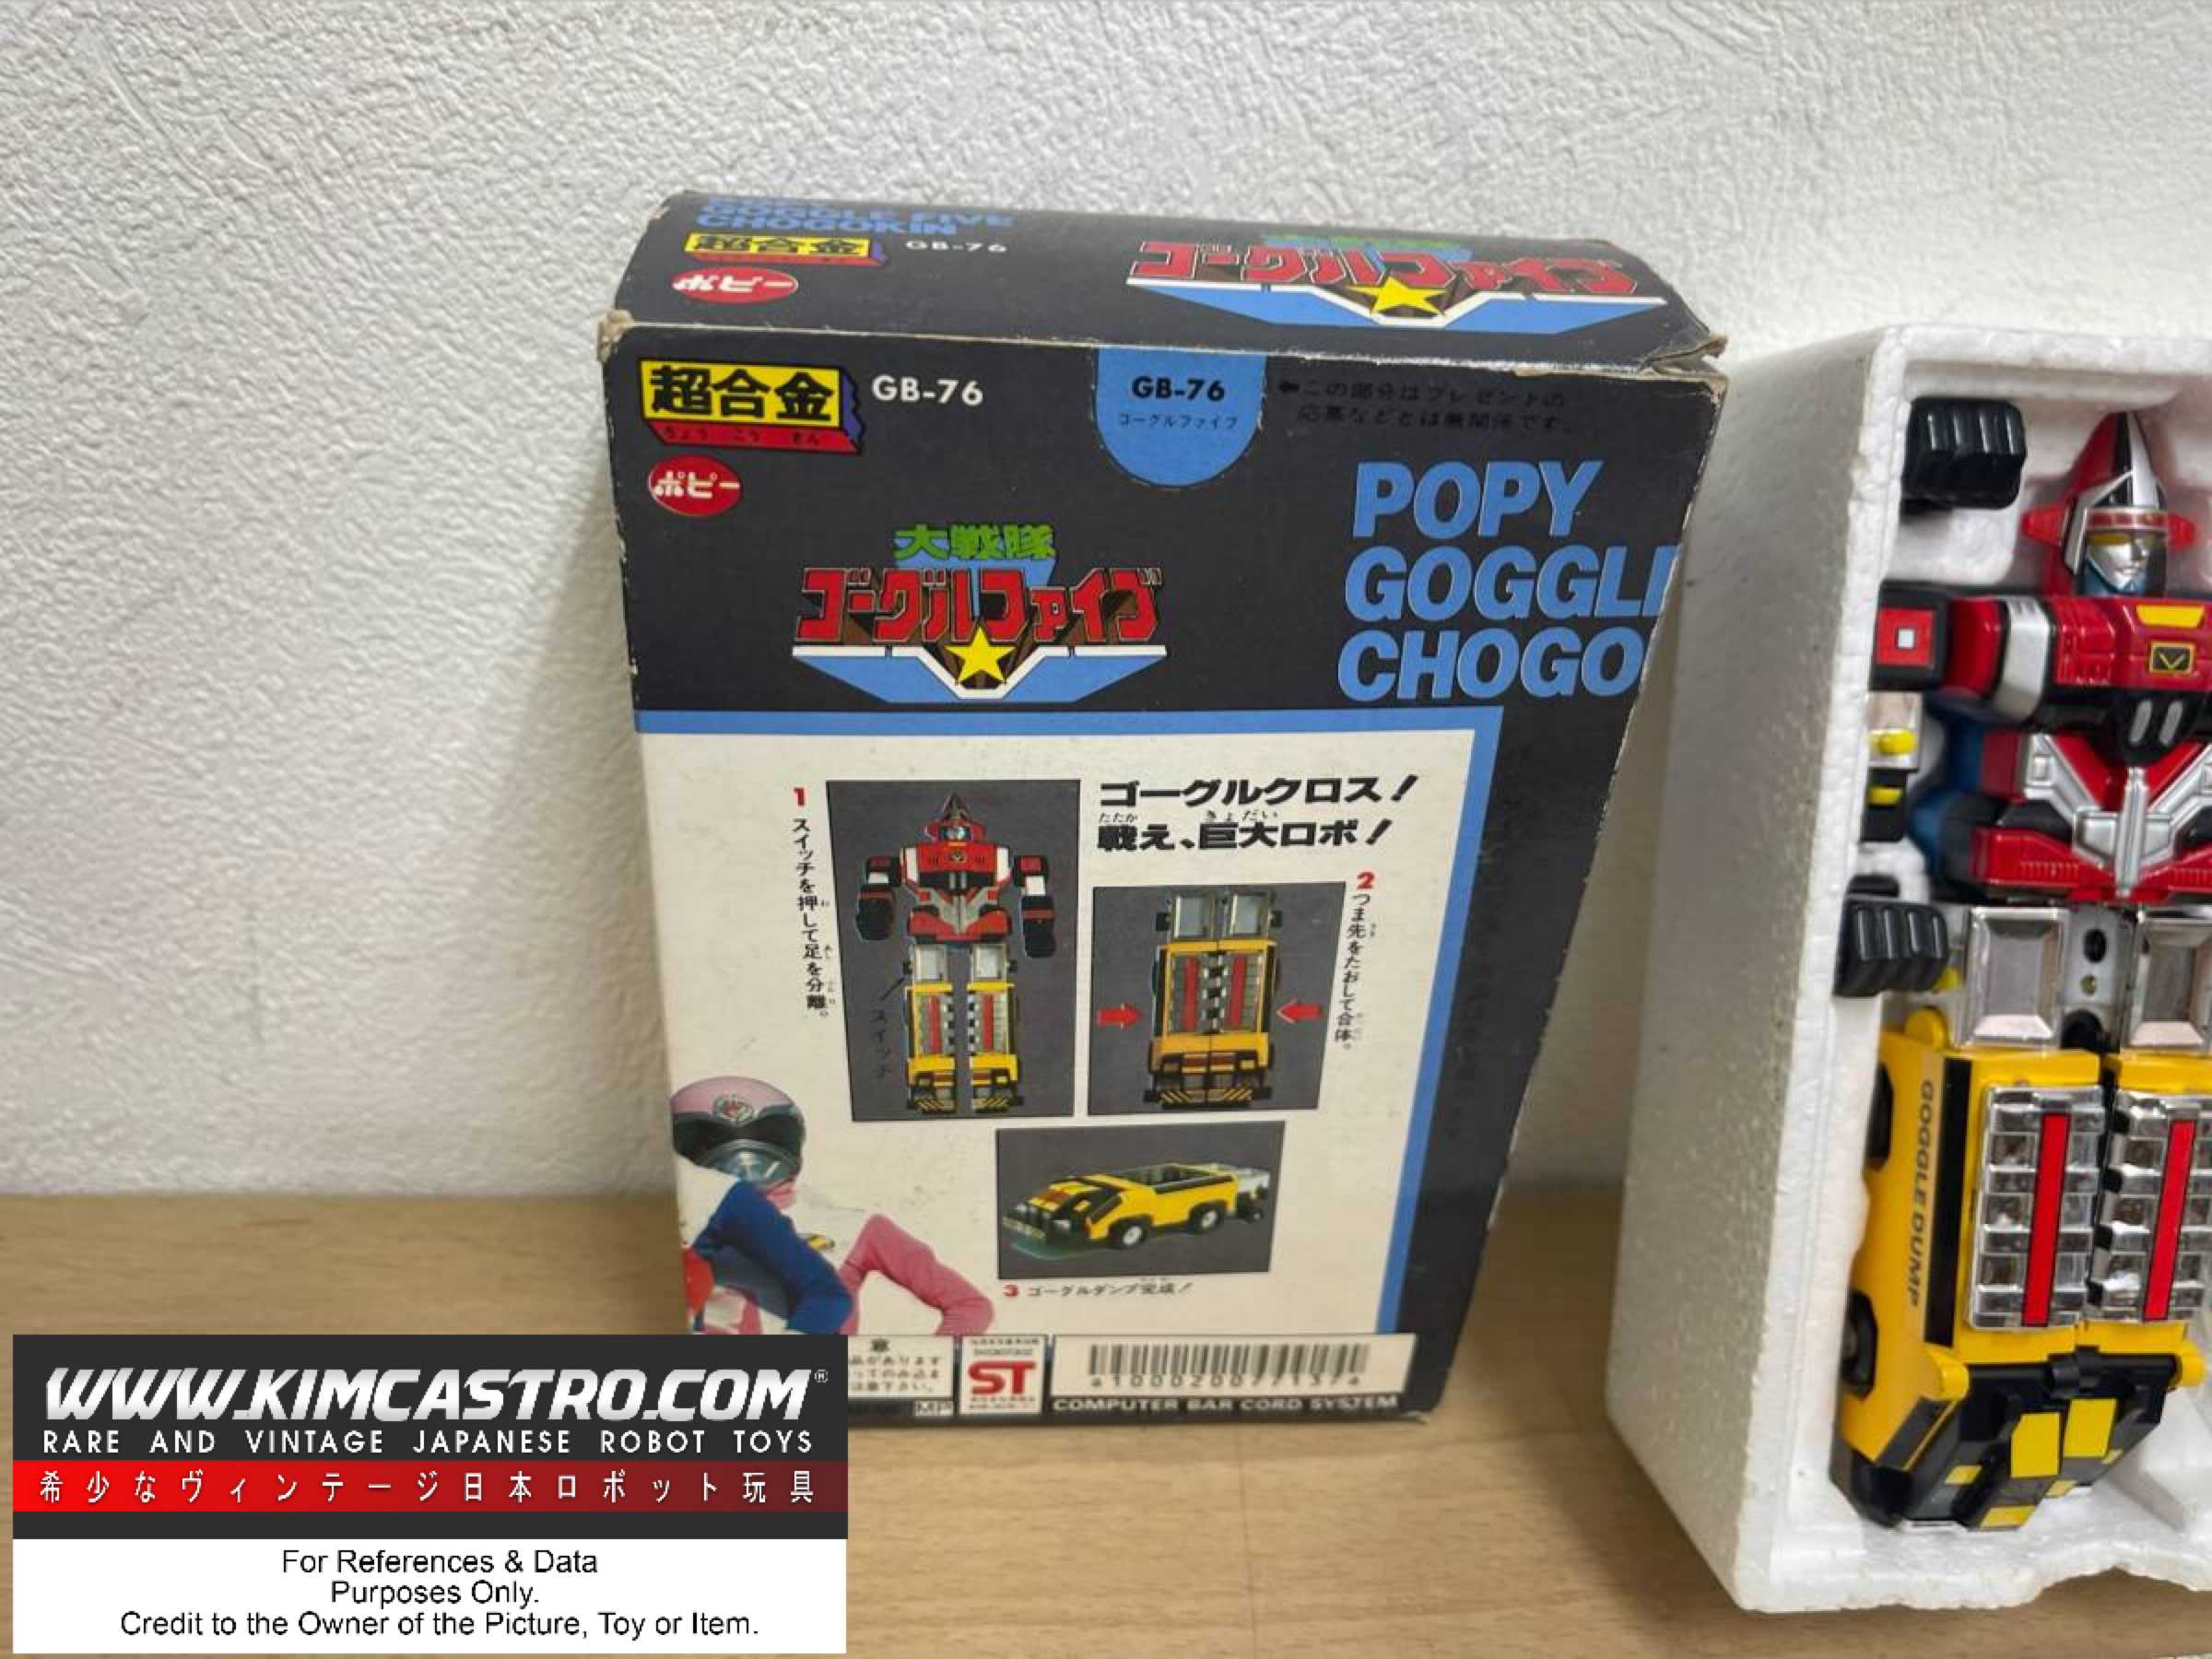 GOGGLE FIVE
CHOGOKIN
超合金
GB-76
ポピー
ゴーグルファイブ
超合金
ちょう ごう きん
GB-76
ポピー
GB-76
ゴーグルファイブ
←この部分はプレゼントの
応募などとは無関係です。
大戦隊
ゴーグルファイブ
POPY
GOGGL
CHOGO
1 スイッチを押して足を分離。
スイッチ
ゴーグルクロス!
戦え、巨大ロボ!
2 つま先をたおして合体。
3 ゴーグルダンプ完成!
ST
COMPUTER BAR CORD SYSTEM
GOGGLE DUMP
WWW.KIMCASTRO.COM®
RARE AND VINTAGE JAPANESE ROBOT TOYS
希少なヴィンテージ日本ロボット玩具
For References & Data
Purposes Only.
Credit to the Owner of the Picture, Toy or Item.